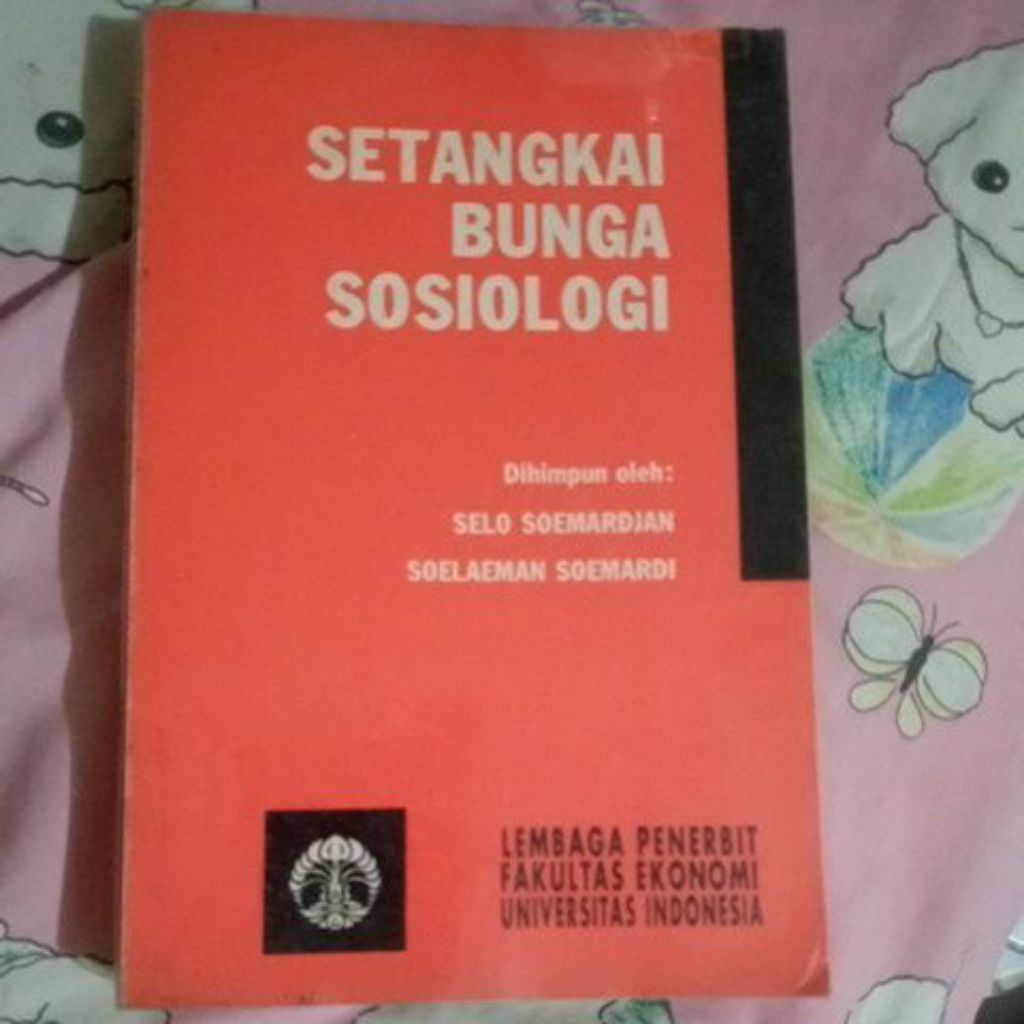 SETANGKAI
BUNGA
SOSIOLOGI
Dihimpun oleh:
SELO SOEMARDJAN
SOELAEMAN SOEMARDI
LEMBAGA PENERBIT
FAKULTAS EKONOMI
UNIVERSITAS INDONESIA